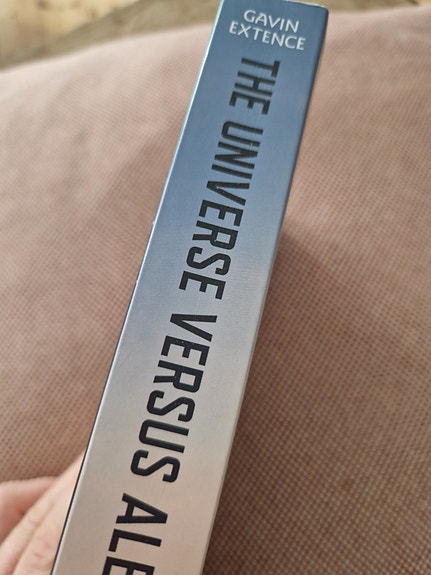 GAVIN
EXTENCE
THE UNIVERSE VERSUS ALE